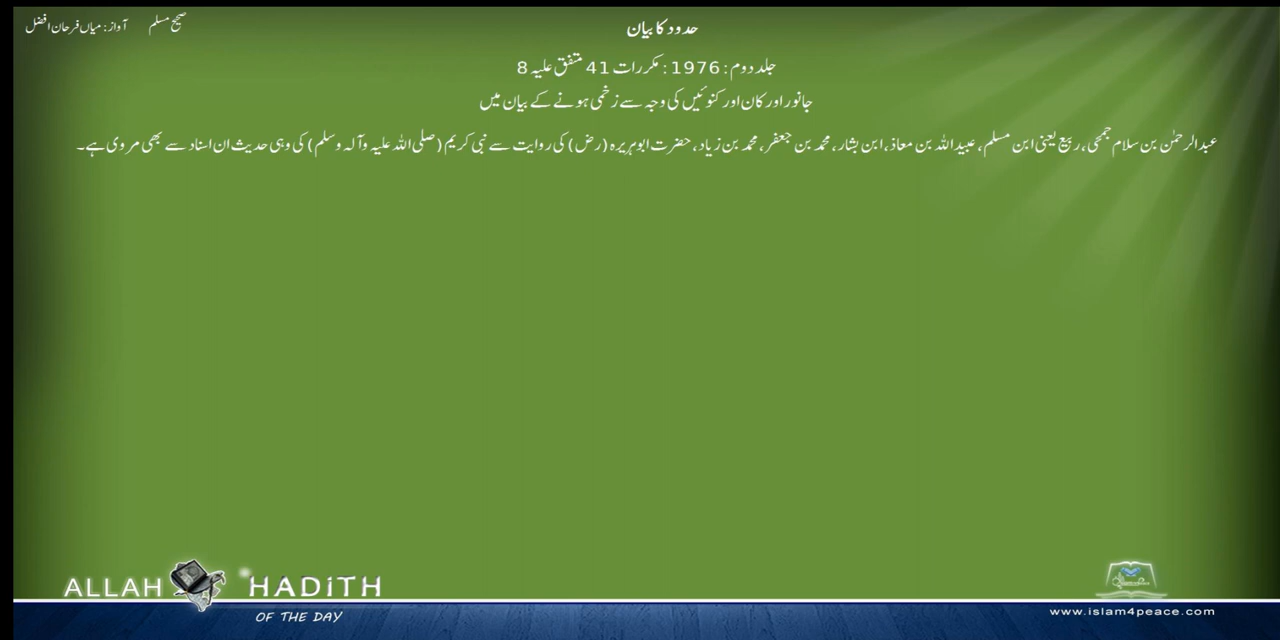 صحیح مسلم آواز: میاں فرحان افضل
حدود کا بیان
جلد دوم : 1976 : مکررات 41 متفق علیہ 8
جانور اور کان اور کنوئیں کی وجہ سے زخمی ہونے کے بیان میں
عبدالرحمٰن بن سلام جمحی، ربیع یعنی ابن مسلم، عبیداللہ بن معاذ، ابن بشار، محمد بن جعفر، محمد بن زیاد، حضرت ابوہریرہ (رض) کی روایت سے نبی کریم (صلی اللہ علیہ وآلہ وسلم) کی وہی حدیث ان اسناد سے بھی مروی ہے۔
ALLAH HADITH
OF THE DAY
www.islam4peace.com